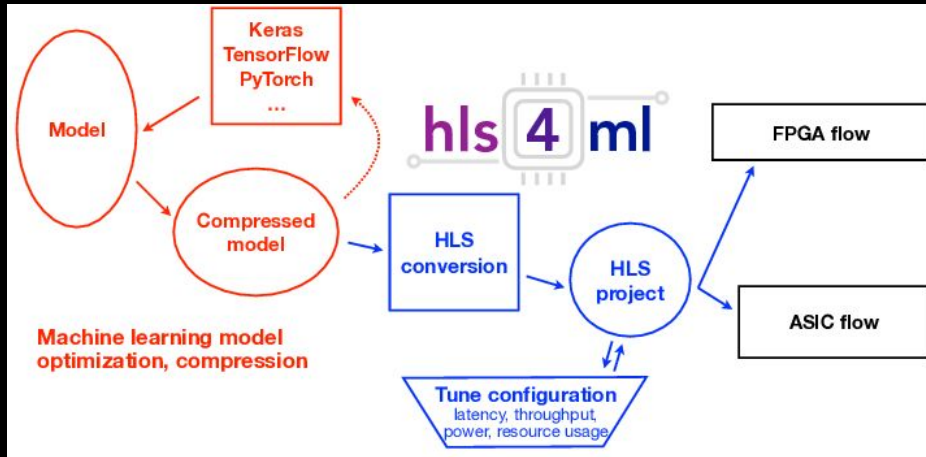 Keras
TensorFlow
PyTorch
...
Model
Compressed
model
hls 4 ml
HLS
conversion
HLS
project
FPGA flow
ASIC flow
Machine learning model
optimization, compression
Tune configuration
latency, throughput,
power, resource usage